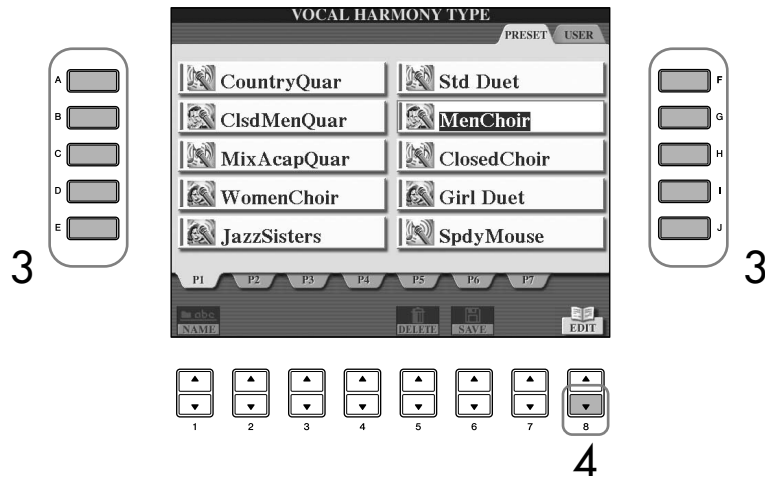 VOCAL HARMONY TYPE
PRESET USER
A CountryQuar Std Duet F
B ClsdMenQuar MenChoir G
C MixAcapQuar ClosedChoir H
D WomenChoir Girl Duet I
E JazzSisters SpdyMouse J
3 3
P1 P2 P3 P4 P5 P6 P7
abc
NAME DELETE SAVE EDIT
1 2 3 4 5 6 7 8
4